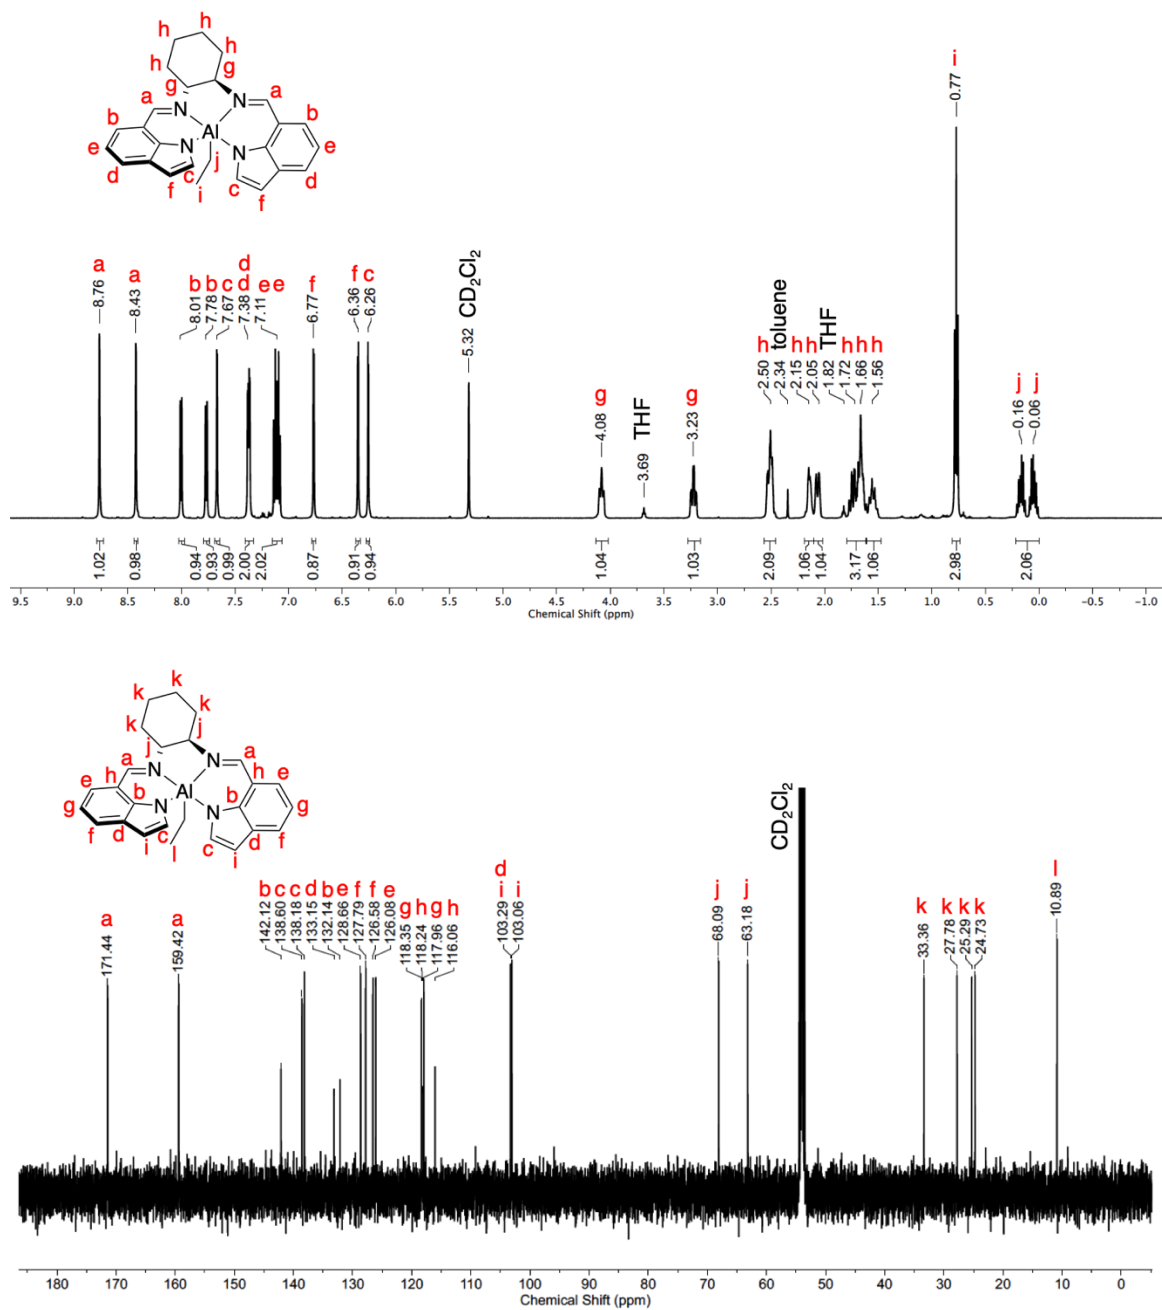 h h
h h
h g
g
a N N a
b Al b
e N N e
d j d
f c i c f
i
0.77
a a b b c d d e e f f c
8.76 8.43 8.01 7.78 7.67 7.38 7.11 6.77 6.36 6.26
5.32 CD2Cl2
g g
4.08 3.69 THF 3.23
h toluene h h THF h h h
2.50 2.34 2.15 2.05 1.82 1.72 1.66 1.56
j j
0.16 0.06
1.02 0.98 0.94 0.93 0.99 2.00 2.02 0.87 0.91 0.94 1.04 1.03 2.09 1.06 1.04 3.17 1.06 2.98 2.06
9.5 9.0 8.5 8.0 7.5 7.0 6.5 6.0 5.5 5.0 4.5 4.0 3.5 3.0 2.5 2.0 1.5 1.0 0.5 0.0 −0.5 −1.0
Chemical Shift (ppm)
k k
k k
k j
j
a N N a
e h h e
g b Al b g
f N N f
d d
i c l c i
a a
171.44 159.42
b c c d b e f f e
142.12 138.60 138.18 133.15 132.14 128.66 127.79 126.58 126.08
g h g h
118.35 118.24 117.96 116.06
d
i i
103.29 103.06
j j
68.09 63.18
CD2Cl2
k k k k
33.36 27.78 25.29 24.73
l
10.89
180 170 160 150 140 130 120 110 100 90 80 70 60 50 40 30 20 10 0
Chemical Shift (ppm)